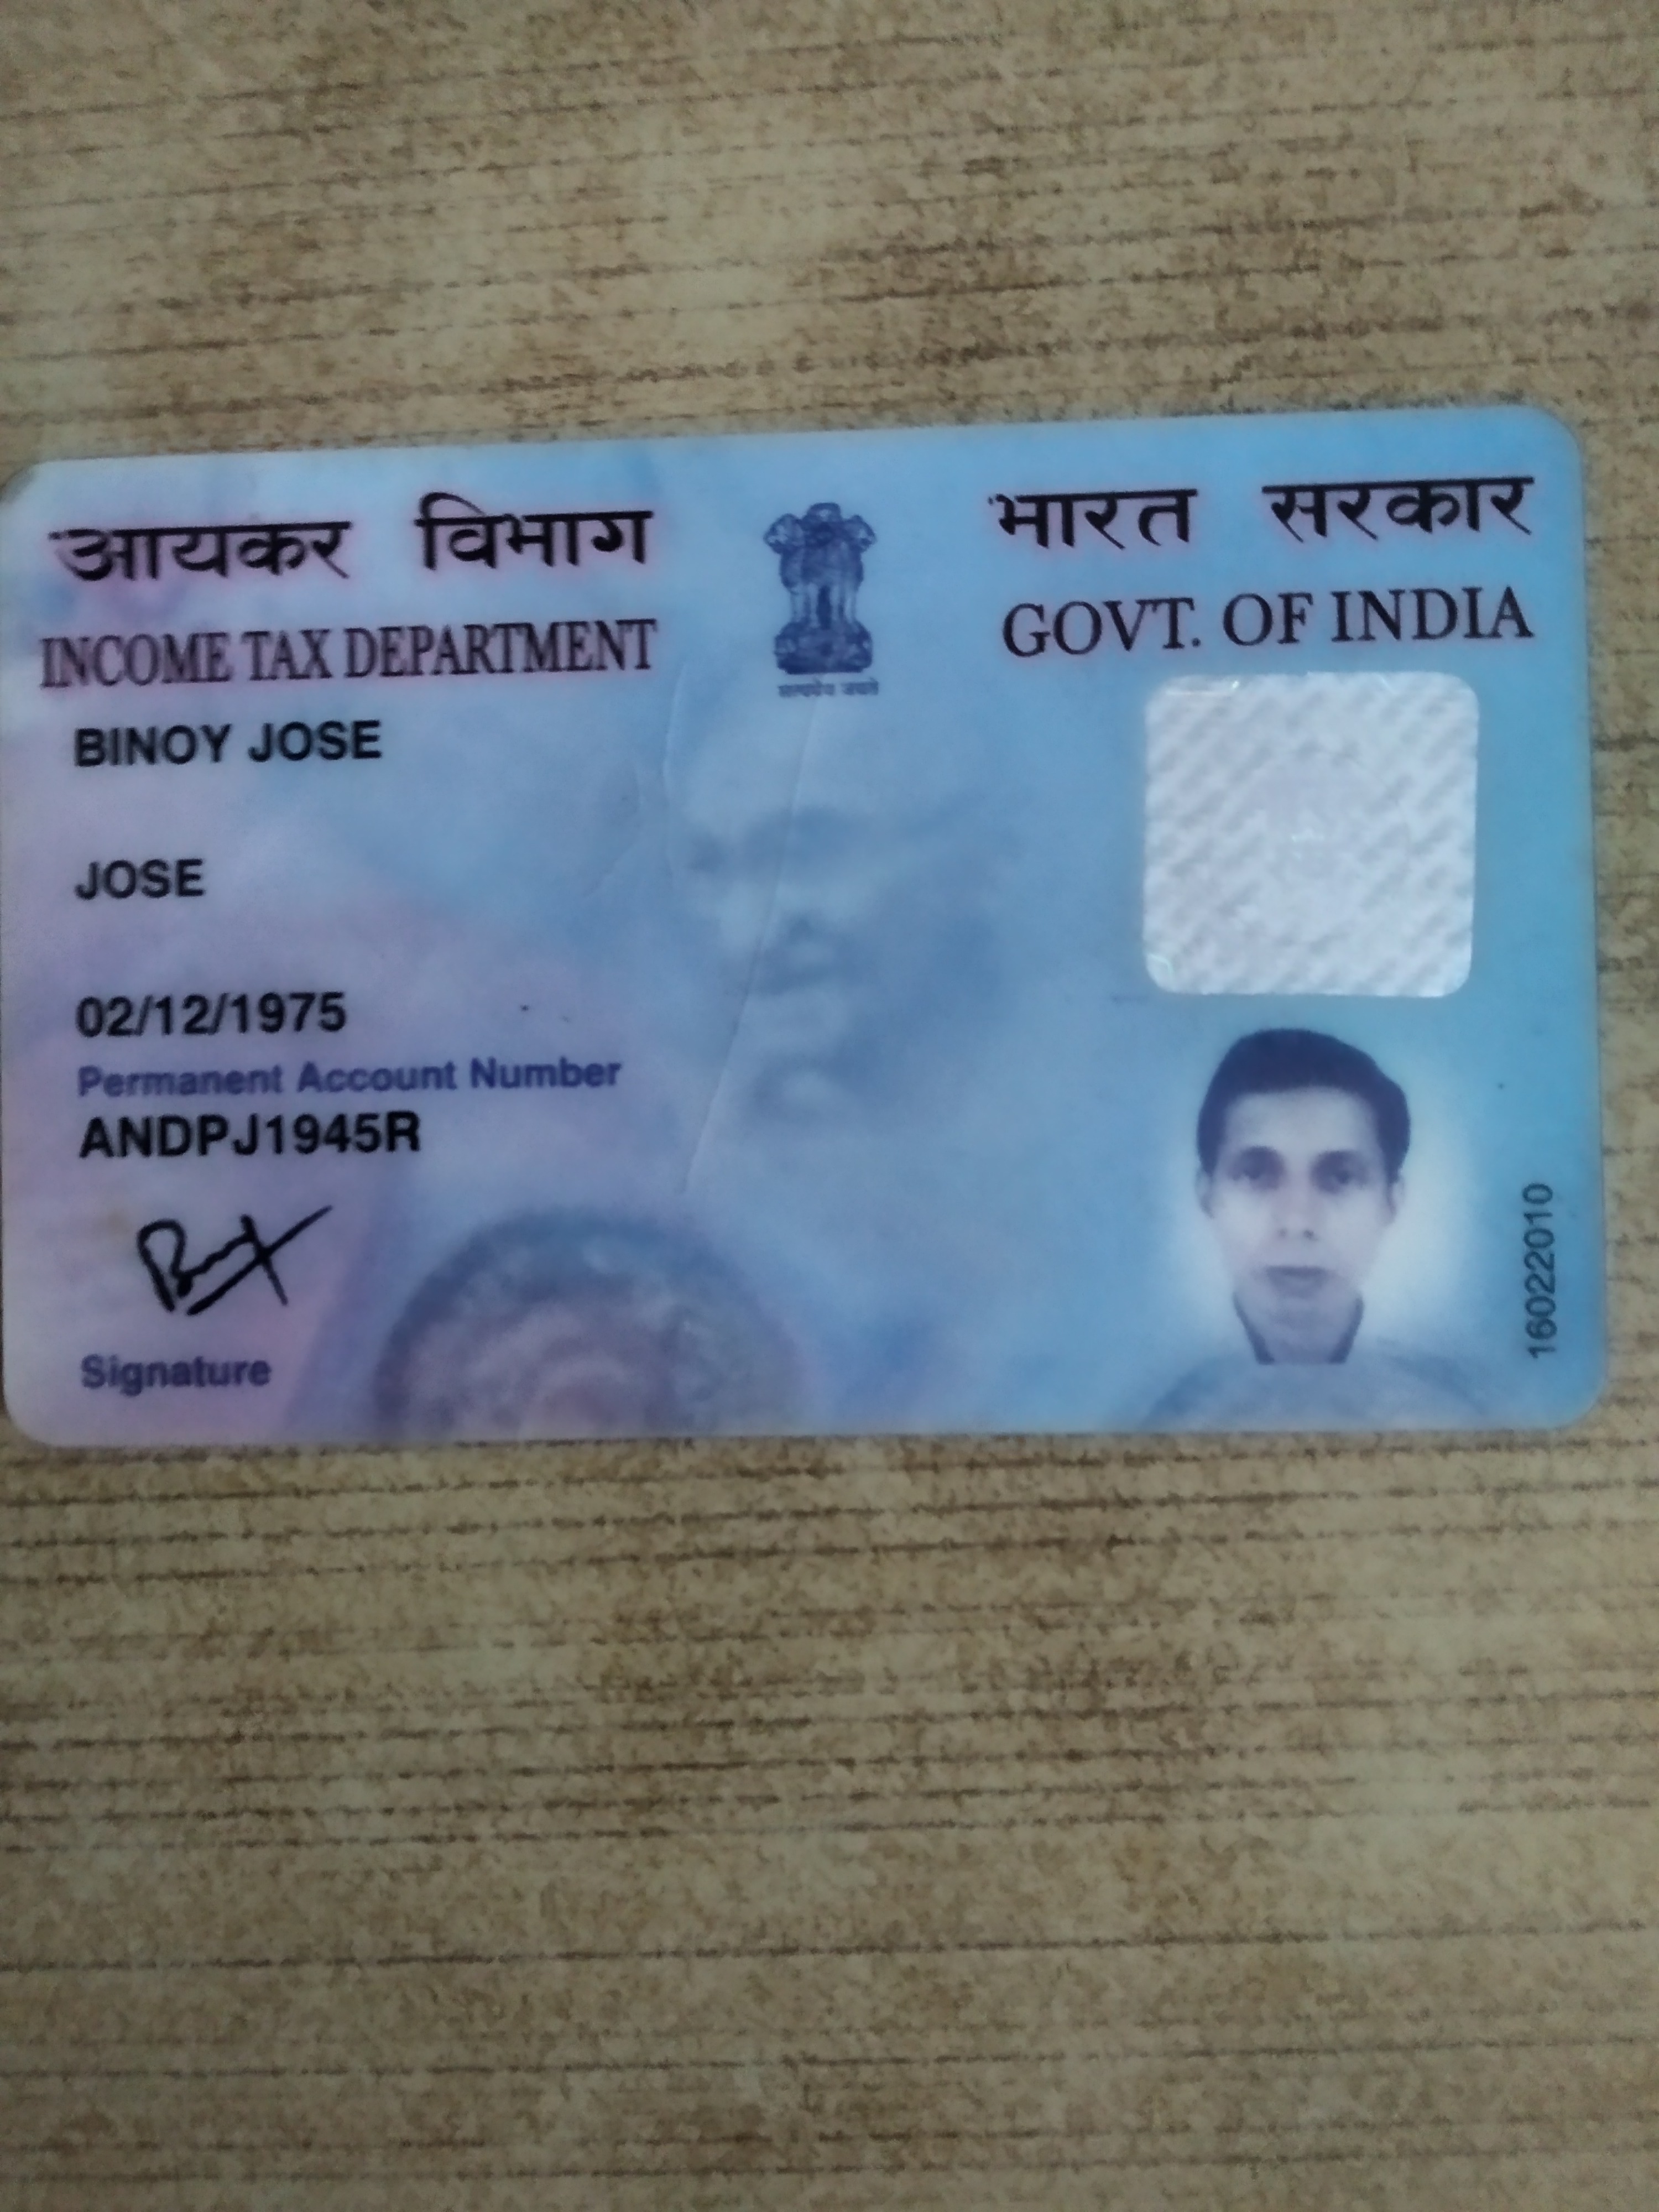 आयकर विभाग
INCOME TAX DEPARTMENT
सत्यमेव जयते
भारत सरकार
GOVT. OF INDIA
BINOY JOSE
JOSE
02/12/1975
Permanent Account Number
ANDPJ1945R
Signature
16022010